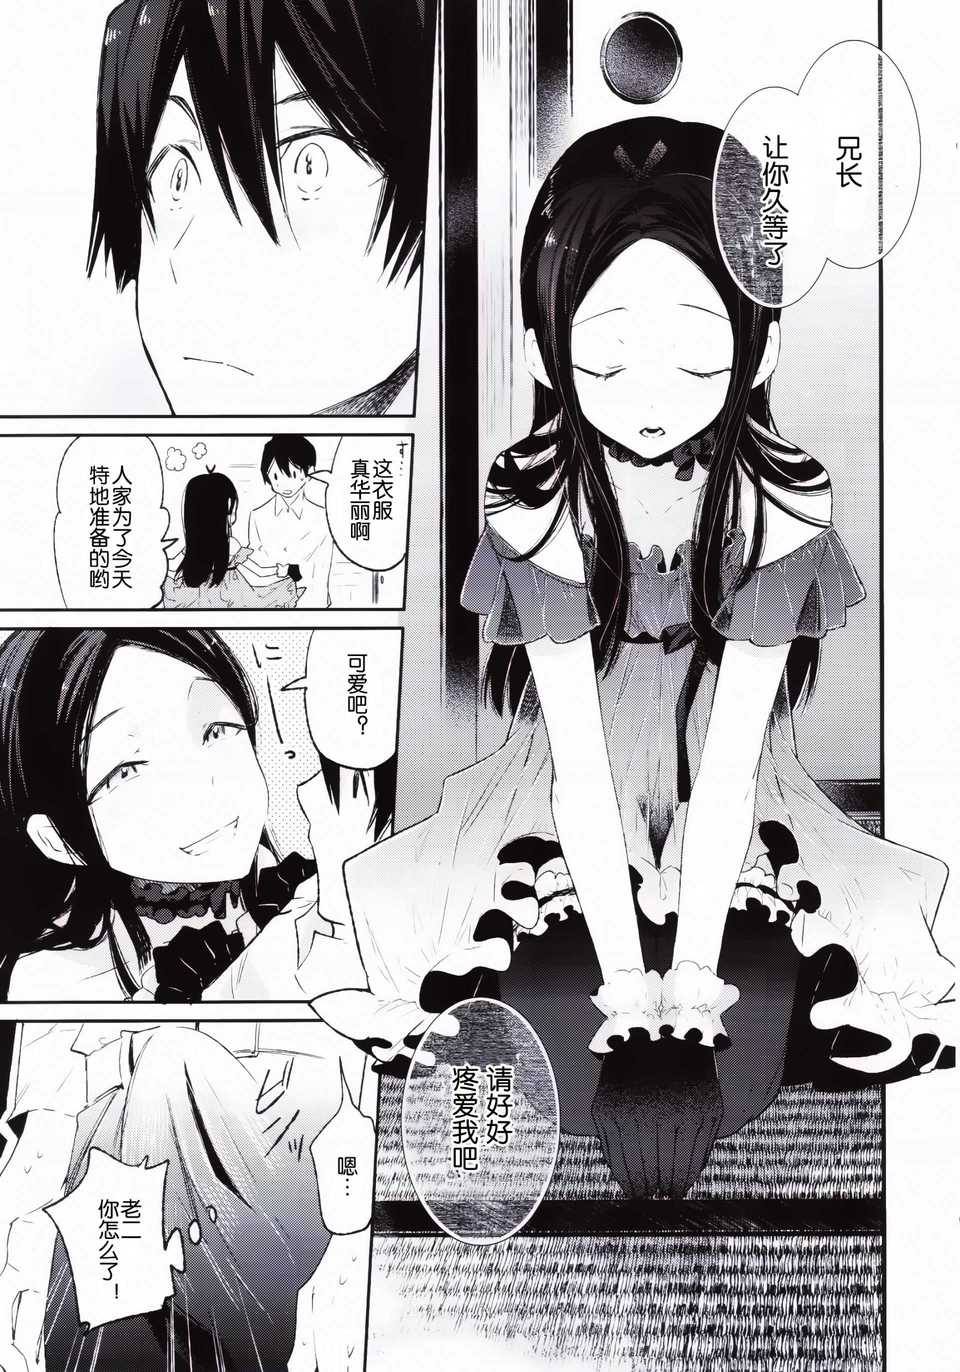 兄长
让你久等了
请好好
疼爱我吧
这衣服
真华丽啊
人家为了今天
特地准备的哟
可爱吧？
にこっ
嗯…
老二
你怎么了！